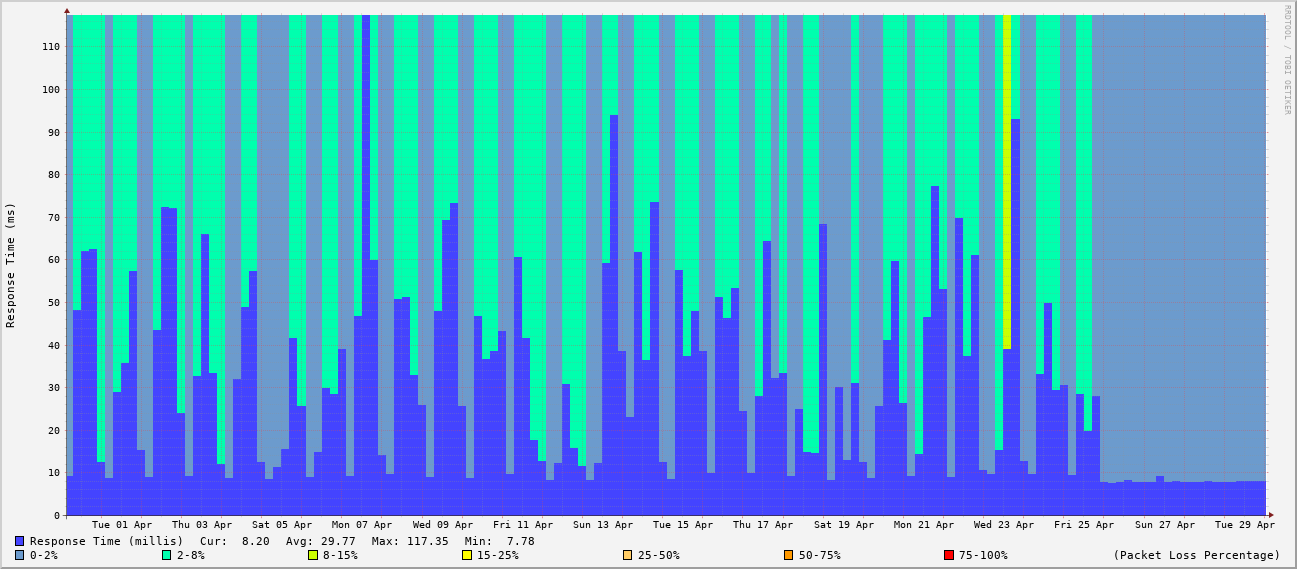 RRDTOOL / TOBI OETIKER
Response Time (ms)
110
100
90
80
70
60
50
40
30
20
10
0
Tue 01 Apr Thu 03 Apr Sat 05 Apr Mon 07 Apr Wed 09 Apr Fri 11 Apr Sun 13 Apr Tue 15 Apr Thu 17 Apr Sat 19 Apr Mon 21 Apr Wed 23 Apr Fri 25 Apr Sun 27 Apr Tue 29 Apr
Response Time (millis) Cur: 8.20 Avg: 29.77 Max: 117.35 Min: 7.78
0-2% 2-8% 8-15% 15-25% 25-50% 50-75% 75-100% (Packet Loss Percentage)